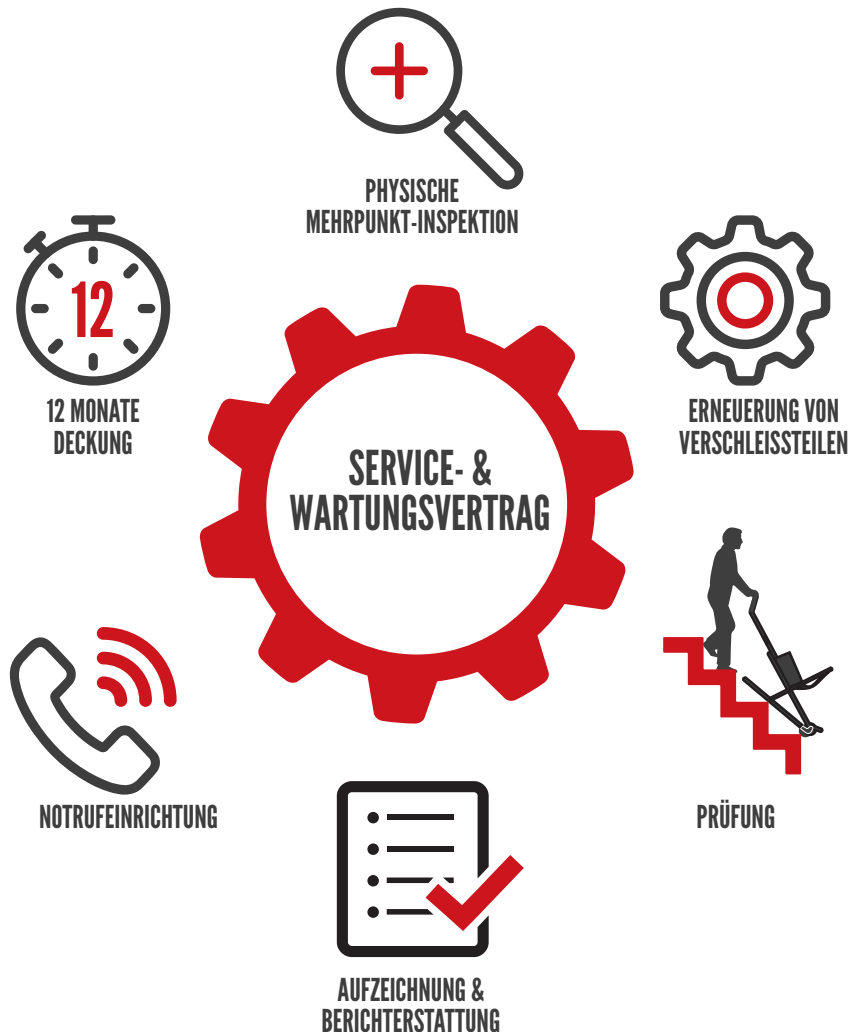 PHYSISCHE
MEHRPUNKT-INSPEKTION
12
12 MONATE
DECKUNG
ERNEUERUNG VON
VERSCHLEISSTEILEN
SERVICE- &
WARTUNGSVERTRAG
NOTRUFEINRICHTUNG
PRÜFUNG
AUFZEICHNUNG &
BERICHTERSTATTUNG